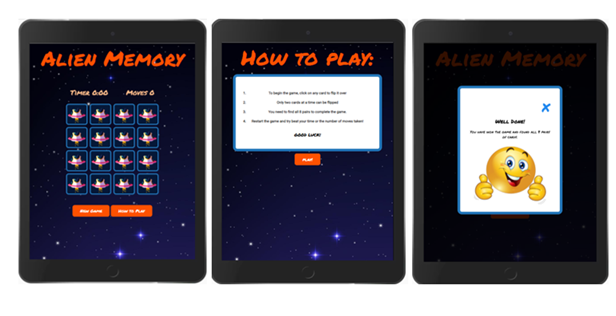 Alien Memory
Timer 0:00 Moves 0
New Game How to Play
How to play:
1. To begin the game, click on any card to flip it over
2. Only two cards at a time can be flipped
3. You need to find all 8 pairs to complete the game.
4. Restart the game and try beat your time or the number of moves taken!
Good luck!
Play
Alien Memory
X
Well Done!
You have won the game and found all 8 pairs
of cards.